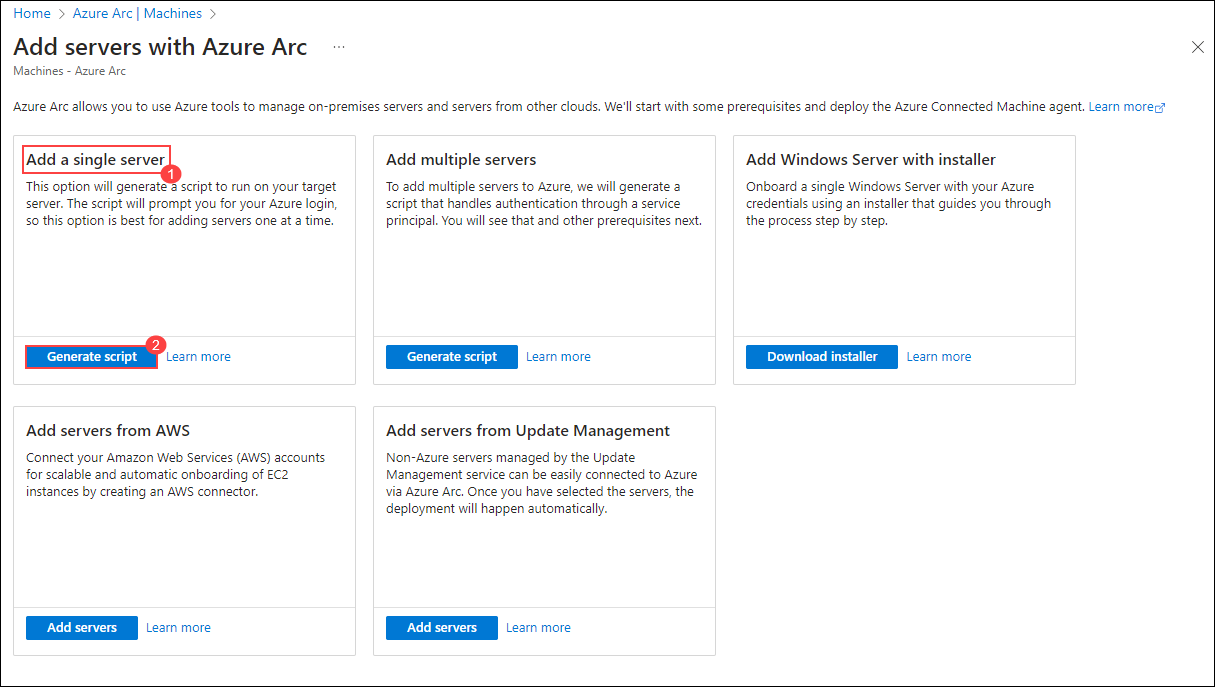 Home > Azure Arc | Machines >
Add servers with Azure Arc ...
Machines - Azure Arc
Azure Arc allows you to use Azure tools to manage on-premises servers and servers from other clouds. We'll start with some prerequisites and deploy the Azure Connected Machine agent. Learn more
Add a single server
1
This option will generate a script to run on your target
server. The script will prompt you for your Azure login,
so this option is best for adding servers one at a time.
Generate script
2
Learn more
Add multiple servers
To add multiple servers to Azure, we will generate a
script that handles authentication through a service
principal. You will see that and other prerequisites next.
Generate script
Learn more
Add Windows Server with installer
Onboard a single Windows Server with your Azure
credentials using an installer that guides you through
the process step by step.
Download installer
Learn more
Add servers from AWS
Connect your Amazon Web Services (AWS) accounts
for scalable and automatic onboarding of EC2
instances by creating an AWS connector.
Add servers
Learn more
Add servers from Update Management
Non-Azure servers managed by the Update
Management service can be easily connected to Azure
via Azure Arc. Once you have selected the servers, the
deployment will happen automatically.
Add servers
Learn more